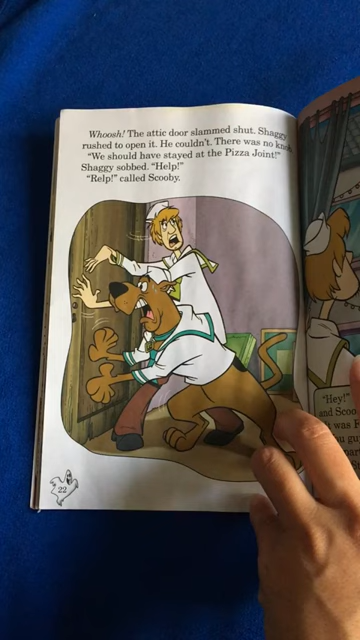 Whoosh! The attic door slammed shut. Shaggy
rushed to open it. He couldn't. There was no knob.
"We should have stayed at the Pizza Joint!"
Shaggy sobbed. "Help!"
"Relp!" called Scooby.
22
"Hey!"
and Scoo